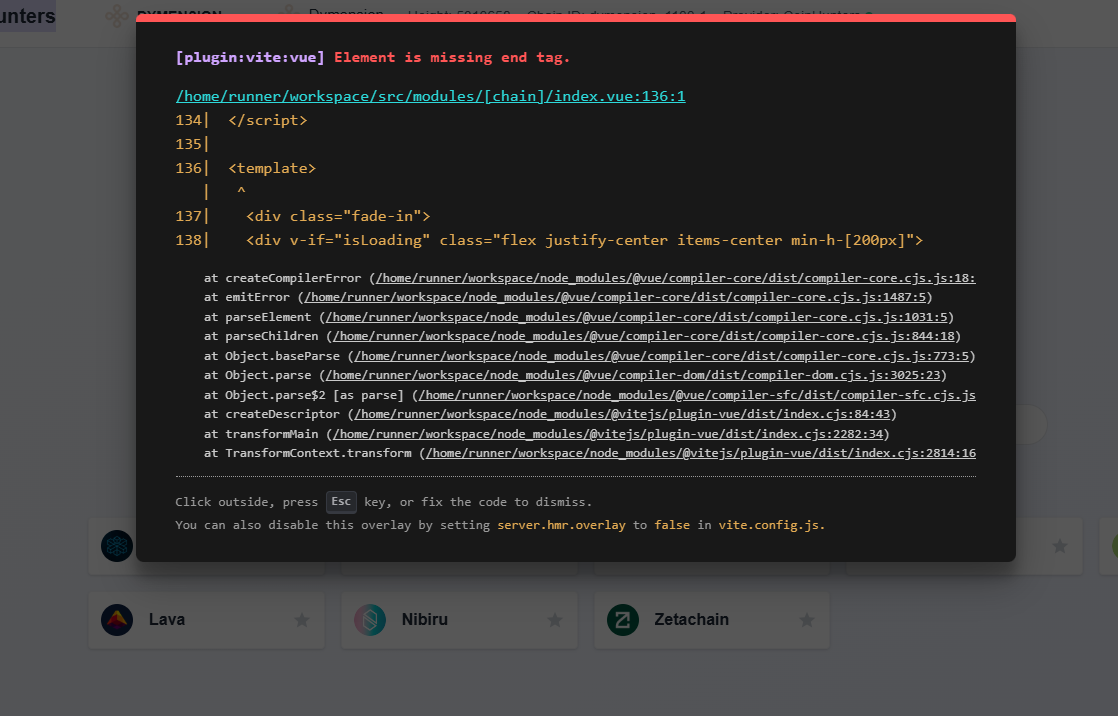 unters
DYMENSION Dymension
[plugin:vite:vue] Element is missing end tag.
/home/runner/workspace/src/modules/[chain]/index.vue:136:1
134| </script>
135|
136| <template>
| ^
137| <div class="fade-in">
138| <div v-if="isLoading" class="flex justify-center items-center min-h-[200px]">
at createCompilerError (/home/runner/workspace/node_modules/@vue/compiler-core/dist/compiler-core.cjs.js:18:
at emitError (/home/runner/workspace/node_modules/@vue/compiler-core/dist/compiler-core.cjs.js:1487:5)
at parseElement (/home/runner/workspace/node_modules/@vue/compiler-core/dist/compiler-core.cjs.js:1031:5)
at parseChildren (/home/runner/workspace/node_modules/@vue/compiler-core/dist/compiler-core.cjs.js:844:18)
at Object.baseParse (/home/runner/workspace/node_modules/@vue/compiler-core/dist/compiler-core.cjs.js:773:5)
at Object.parse (/home/runner/workspace/node_modules/@vue/compiler-dom/dist/compiler-dom.cjs.js:3025:23)
at Object.parse$2 [as parse] (/home/runner/workspace/node_modules/@vue/compiler-sfc/dist/compiler-sfc.cjs.js
at createDescriptor (/home/runner/workspace/node_modules/@vitejs/plugin-vue/dist/index.cjs:84:43)
at transformMain (/home/runner/workspace/node_modules/@vitejs/plugin-vue/dist/index.cjs:2282:34)
at TransformContext.transform (/home/runner/workspace/node_modules/@vitejs/plugin-vue/dist/index.cjs:2814:16
Click outside, press Esc key, or fix the code to dismiss.
You can also disable this overlay by setting server.hmr.overlay to false in vite.config.js.
Lava Nibiru Zetachain